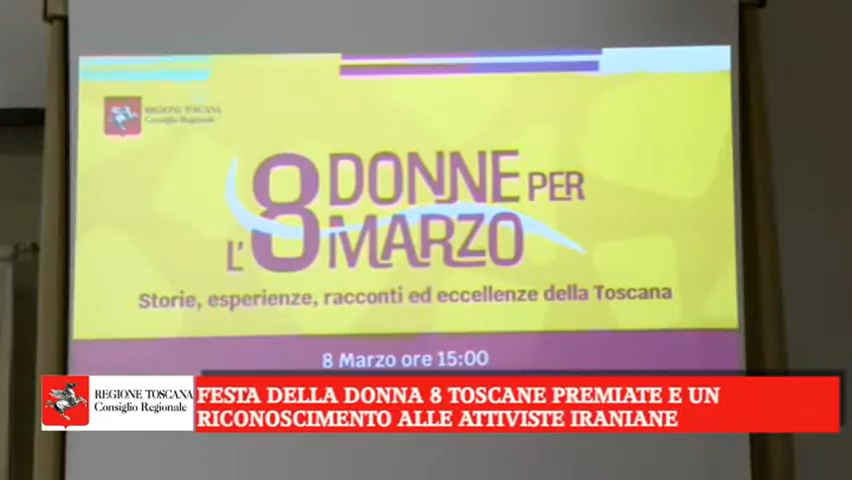 REGIONE TOSCANA
Consiglio Regionale
8 DONNE PER
L'8 MARZO
Storie, esperienze, racconti ed eccellenze della Toscana
8 Marzo ore 15:00
REGIONE TOSCANA
Consiglio Regionale
FESTA DELLA DONNA 8 TOSCANE PREMIATE E UN
RICONOSCIMENTO ALLE ATTIVISTE IRANIANE